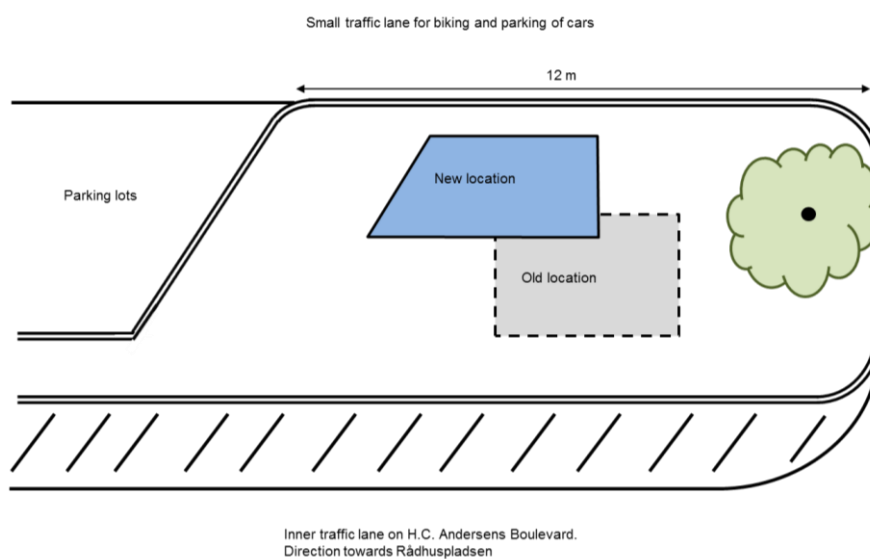 Small traffic lane for biking and parking of cars
12 m
New location
Parking lots
Old location
Inner traffic lane on H.C. Andersens Boulevard.
Direction towards Rådhuspladsen